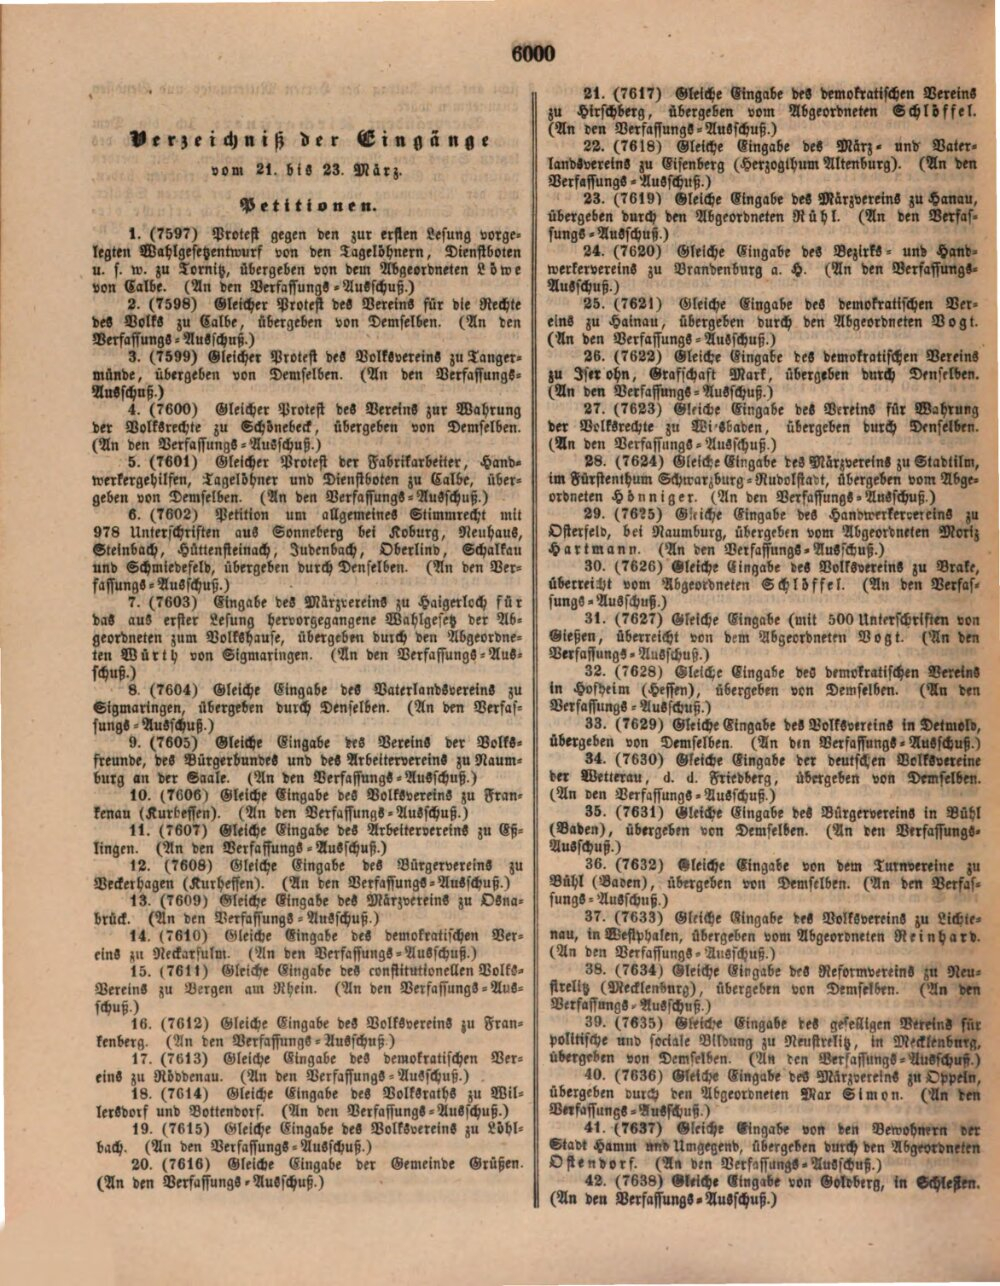 6000
Verzeichniß der Eingänge
vom 21. bis 23. März.
Petitionen.
1. (7597) Protest gegen den zur ersten Lesung vorge-
legten Wahlgesetzentwurf von den Tagelöhnern, Dienstboten
u. s. w. zu Tornitz, übergeben von dem Abgeordneten Löwe
von Calbe. (An den Verfassungs-Ausschuß.)
2. (7598) Gleicher Protest des Vereins für die Rechte
des Volks zu Calbe, übergeben von Demselben. (An den
Verfassungs-Ausschuß.)
3. (7599) Gleicher Protest des Volksvereins zu Tanger-
münde, übergeben von Demselben. (An den Verfassungs-
Ausschuß.)
4. (7600) Gleicher Protest des Vereins zur Wahrung
der Volksrechte zu Schönebeck, übergeben von Demselben.
(An den Verfassungs-Ausschuß.)
5. (7601) Gleicher Protest der Fabrikarbeiter, Hand-
werkergehilfen, Tagelöhner und Dienstboten zu Calbe, über-
geben von Demselben. (An den Verfassungs-Ausschuß.)
6. (7602) Petition um allgemeines Stimmrecht mit
978 Unterschriften aus Sonneberg bei Koburg, Neuhaus,
Steinbach, Hüttensteinach, Judenbach, Oberlind, Schalkau
und Schmiedefeld, übergeben durch Denselben. (An den Ver-
fassungs-Ausschuß.)
7. (7603) Eingabe des Märzvereins zu Haigerloch für
das aus erster Lesung hervorgegangene Wahlgesetz der Ab-
geordneten zum Volkshause, übergeben durch den Abgeordne-
ten Würth von Sigmaringen. (An den Verfassungs-Aus-
schuß.)
8. (7604) Gleiche Eingabe des Vaterlandsvereins zu
Sigmaringen, übergeben durch Denselben. (An den Verfas-
sungs-Ausschuß.)
9. (7605) Gleiche Eingabe des Vereins der Volks-
freunde, des Bürgerbundes und des Arbeitervereins zu Naum-
burg an der Saale. (An den Verfassungs-Ausschuß.)
10. (7606) Gleiche Eingabe des Volksvereins zu Fran-
kenau (Kurhessen). (An den Verfassungs-Ausschuß.)
11. (7607) Gleiche Eingabe des Arbeitervereins zu Eß-
lingen. (An den Verfassungs-Ausschuß.)
12. (7608) Gleiche Eingabe des Bürgervereins zu
Veckerhagen (Kurhessen). (An den Verfassungs-Ausschuß.)
13. (7609) Gleiche Eingabe des Märzvereins zu Osna-
brück. (An den Verfassungs-Ausschuß.)
14. (7610) Gleiche Eingabe des demokratischen Ver-
eins zu Neckarsulm. (An den Verfassungs-Ausschuß.)
15. (7611) Gleiche Eingabe des constitutionellen Volks-
Vereins zu Bergen am Rhein. (An den Verfassungs-Aus-
schuß.)
16. (7612) Gleiche Eingabe des Volksvereins zu Fran-
kenberg. (An den Verfassungs-Ausschuß.)
17. (7613) Gleiche Eingabe des demokratischen Ver-
eins zu Röddenau. (An den Verfassungs-Ausschuß.)
18. (7614) Gleiche Eingabe des Volksraths zu Wil-
lersdorf und Bottendorf. (An den Verfassungs-Ausschuß.)
19. (7615) Gleiche Eingabe des Volksvereins zu Löhl-
bach. (An den Verfassungs-Ausschuß.)
20. (7616) Gleiche Eingabe der Gemeinde Grüßen.
(An den Verfassungs-Ausschuß.)
21. (7617) Gleiche Eingabe des demokratischen Vereins
zu Hirschberg, übergeben vom Abgeordneten Schlöffel.
(An den Verfassungs-Ausschuß.)
22. (7618) Gleiche Eingabe des März- und Vater-
landsvereins zu Eisenberg (Herzogthum Altenburg). (An den
Verfassungs-Ausschuß.)
23. (7619) Gleiche Eingabe des Märzvereins zu Hanau,
übergeben durch den Abgeordneten Rühl. (An den Verfas-
sungs-Ausschuß.)
24. (7620) Gleiche Eingabe des Bezirks- und Hand-
werkervereins zu Brandenburg a. H. (An den Verfassungs-
Ausschuß.)
25. (7621) Gleiche Eingabe des demokratischen Ver-
eins zu Hainau, übergeben durch den Abgeordneten Vogt.
(An den Verfassungs-Ausschuß.)
26. (7622) Gleiche Eingabe des demokratischen Vereins
zu Iserohn, Grafschaft Mark, übergeben durch Denselben.
(An den Verfassungs-Ausschuß.)
27. (7623) Gleiche Eingabe des Vereins für Wahrung
der Volksrechte zu Wiesbaden, übergeben durch Denselben.
(An den Verfassungs-Ausschuß.)
28. (7624) Gleiche Eingabe des Märzvereins zu Stadtilm,
im Fürstenthum Schwarzburg-Rudolstadt, übergeben vom Abge-
ordneten Hönniger. (An den Verfassungs-Ausschuß.)
29. (7625) Gleiche Eingabe des Handwerkervereins zu
Osterfeld, bei Naumburg, übergeben vom Abgeordneten Moriz
Hartmann. (An den Verfassungs-Ausschuß.)
30. (7626) Gleiche Eingabe des Volksvereins zu Brake,
überreicht vom Abgeordneten Schlöffel. (An den Verfas-
sungs-Ausschuß.)
31. (7627) Gleiche Eingabe (mit 500 Unterschriften von
Gießen, überreicht von dem Abgeordneten Vogt. (An den
Verfassungs-Ausschuß.)
32. (7628) Gleiche Eingabe des demokratischen Vereins
in Hofheim (Hessen), übergeben von Demselben. (An den
Verfassungs-Ausschuß.)
33. (7629) Gleiche Eingabe des Volksvereins in Detmold,
übergeben von Demselben. (An den Verfassungs-Ausschuß.)
34. (7630) Gleiche Eingabe der deutschen Volksvereine
der Wetterau, d. d. Friedberg, übergeben von Demselben.
(An den Verfassungs-Ausschuß.)
35. (7631) Gleiche Eingabe des Bürgervereins in Bühl
(Baden), übergeben von Demselben. (An den Verfassungs-
Ausschuß.)
36. (7632) Gleiche Eingabe von dem Turnvereine zu
Bühl (Baden), übergeben von Demselben. (An den Verfas-
sungs-Ausschuß.)
37. (7633) Gleiche Eingabe des Volksvereins zu Lichte-
nau, in Westphalen, übergeben vom Abgeordneten Reinhard.
(An den Verfassungs-Ausschuß.)
38. (7634) Gleiche Eingabe des Reformvereins zu Neu-
strelitz (Mecklenburg), übergeben von Demselben. (An den
Verfassungs-Ausschuß.)
39. (7635) Gleiche Eingabe des geselligen Vereins für
politische und sociale Bildung zu Neustrelitz, in Mecklenburg,
übergeben von Demselben. (An den Verfassungs-Ausschuß.)
40. (7636) Gleiche Eingabe des Märzvereins zu Oppeln,
übergeben durch den Abgeordneten Max Simon. (An den
Verfassungs-Ausschuß.)
41. (7637) Gleiche Eingabe von den Bewohnern der
Stadt Hamm und Umgegend, übergeben durch den Abgeordneten
Ostendorf. (An den Verfassungs-Ausschuß.)
42. (7638) Gleiche Eingabe von Goldberg, in Schlesien.
(An den Verfassungs-Ausschuß.)